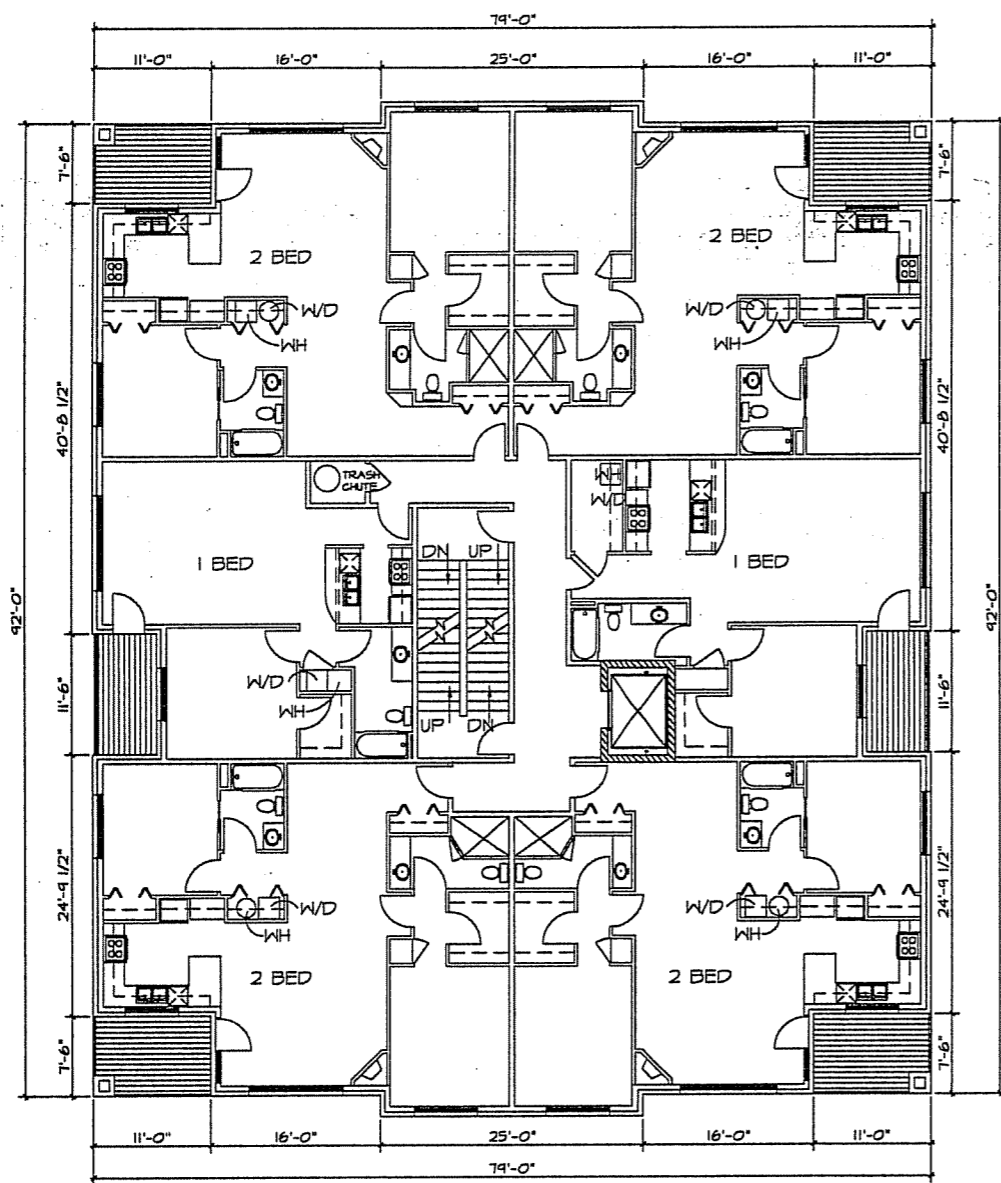 79'-0"
11'-0" 16'-0" 25'-0" 16'-0" 11'-0"
7'-6" 7'-6"
2 BED 2 BED
W/D W/D
WH WH
40'-8 1/2" 40'-8 1/2"
TRASH WH
CHUTE W/D
DN UP
1 BED 1 BED
92'-0" 92'-0"
11'-6" 11'-6"
W/D
WH
UP DN
24'-9 1/2" 24'-9 1/2"
W/D W/D
WH WH
2 BED 2 BED
7'-6" 7'-6"
11'-0" 16'-0" 25'-0" 16'-0" 11'-0"
79'-0"